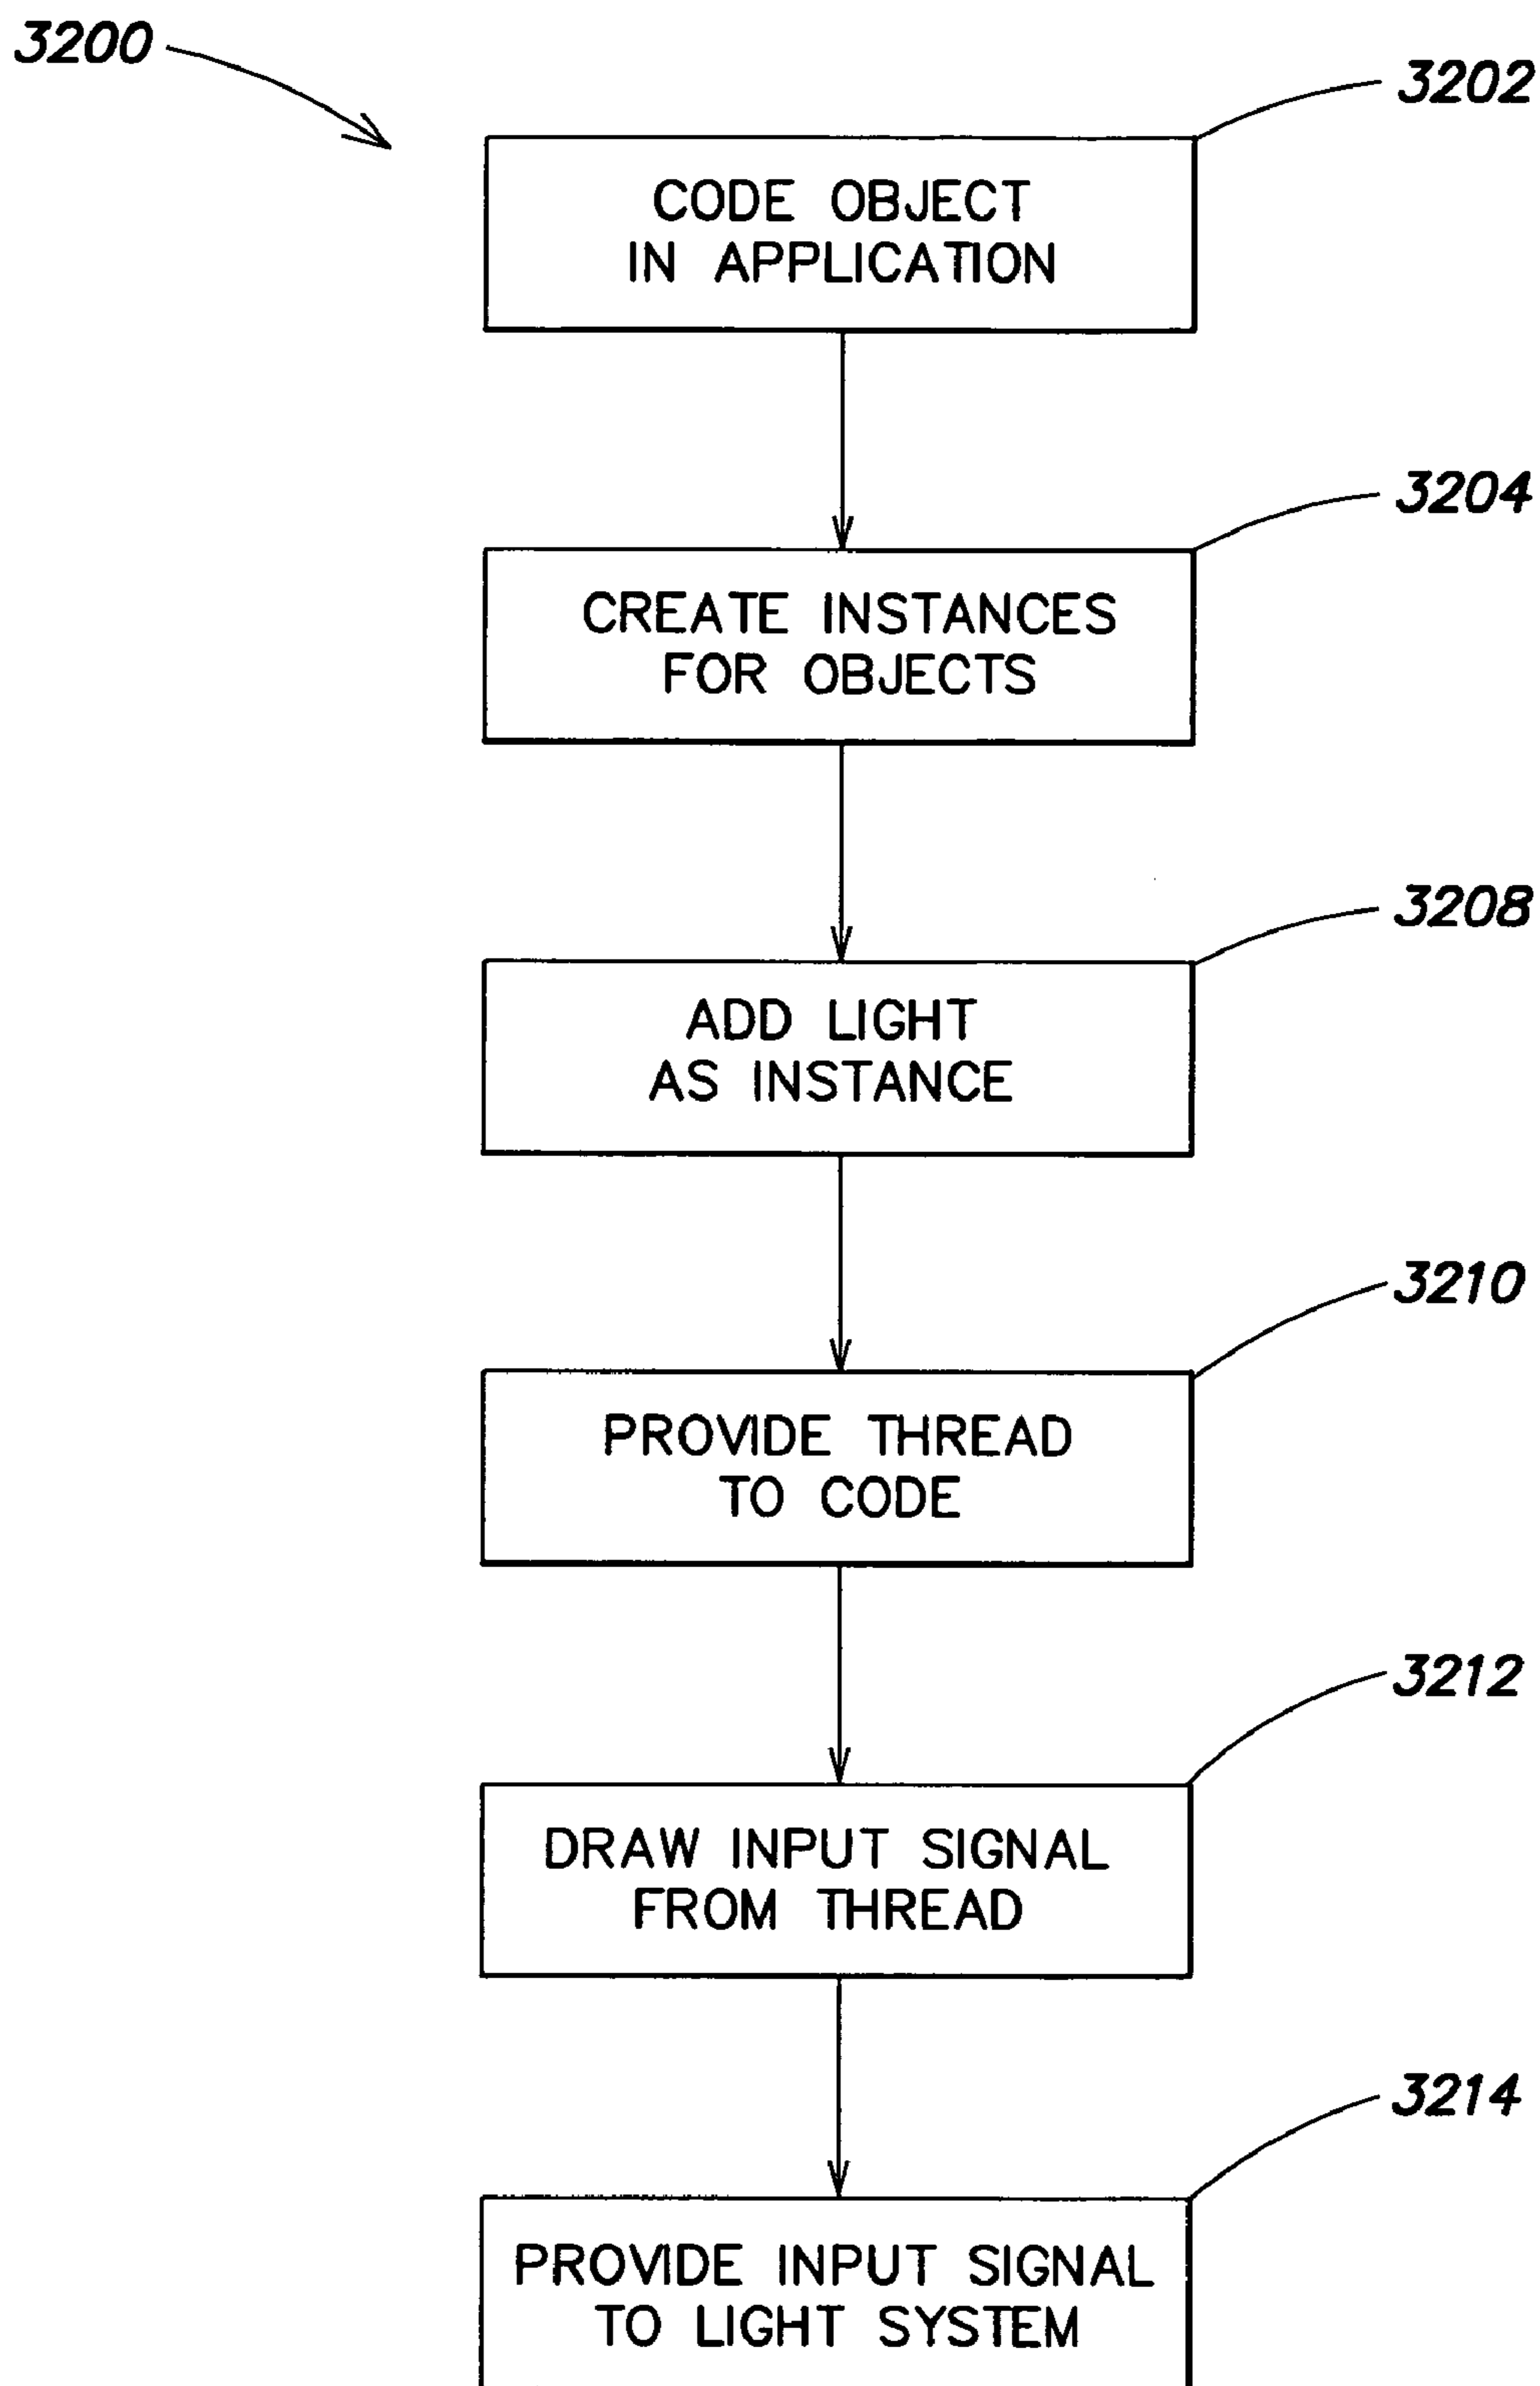 3200
3202
CODE OBJECT
IN APPLICATION
3204
CREATE INSTANCES
FOR OBJECTS
3208
ADD LIGHT
AS INSTANCE
3210
PROVIDE THREAD
TO CODE
3212
DRAW INPUT SIGNAL
FROM THREAD
3214
PROVIDE INPUT SIGNAL
TO LIGHT SYSTEM